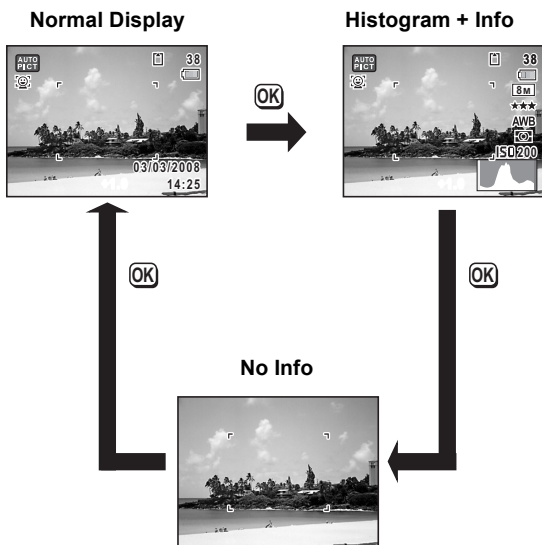 Normal Display
Histogram + Info
AUTO
PICT
38
03/03/2008
14:25
OK
AUTO
PICT
38
8M
AWB
ISO 200
OK
OK
No Info